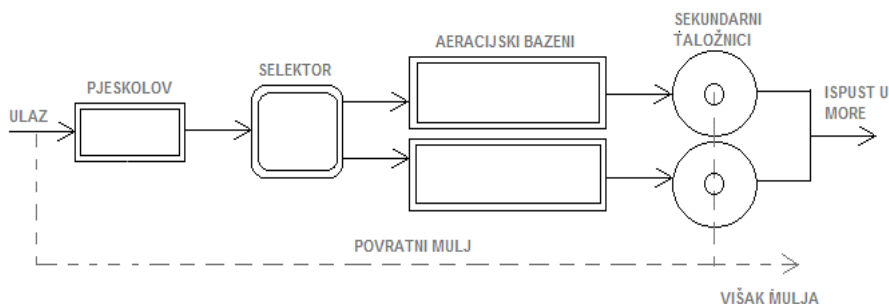 SEKUNDARNI
TALOŽNICI
AERACIJSKI BAZENI
SELEKTOR
PJESKOLOV
ULAZ
ISPUST U
MORE
POVRATNI MULJ
VIŠAK MULJA